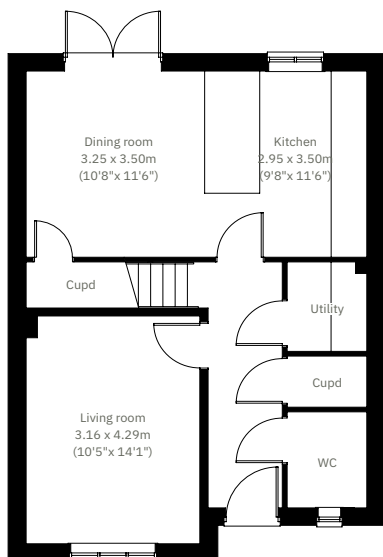 Dining room
3.25 x 3.50m
(10'8"x 11'6")
Kitchen
2.95 x 3.50m
(9'8"x 11'6")
Cupd
Utility
Cupd
Living room
3.16 x 4.29m
(10'5"x 14'1")
WC